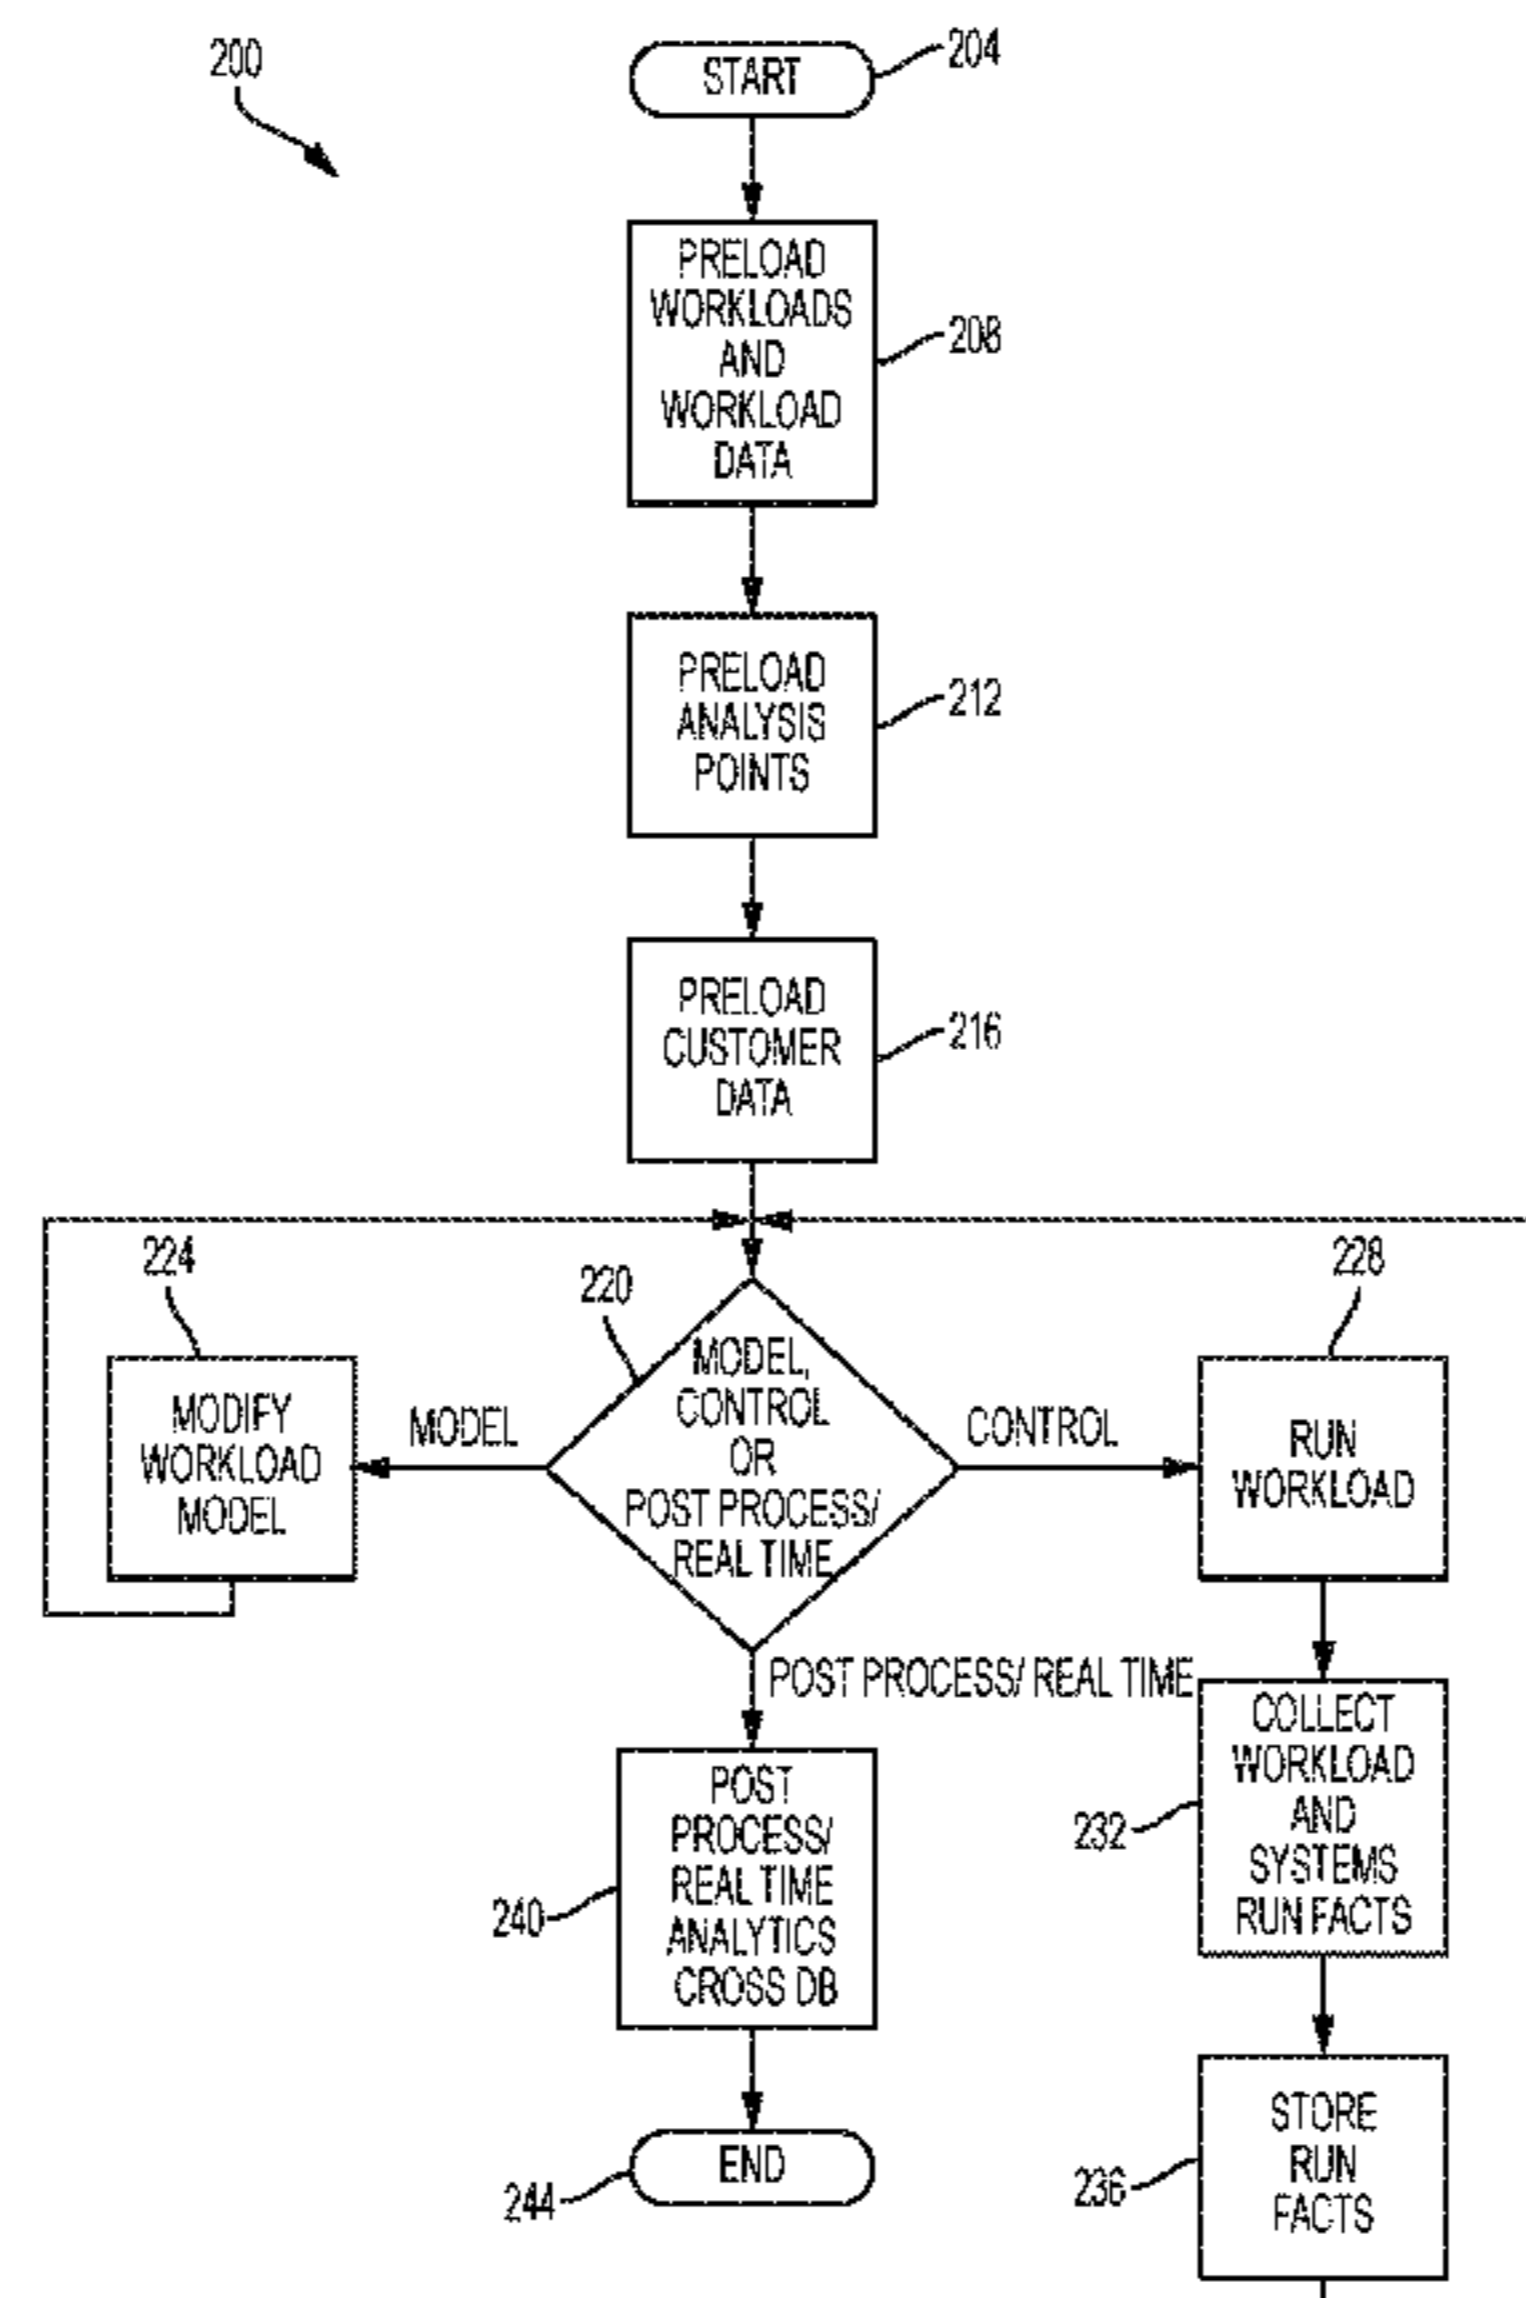 200
START
204
PRELOAD
WORKLOADS
AND
WORKLOAD
DATA
208
PRELOAD
ANALYSIS
POINTS
212
PRELOAD
CUSTOMER
DATA
216
224
MODIFY
WORKLOAD
MODEL
MODEL
220
MODEL,
CONTROL
OR
POST PROCESS/
REAL TIME
CONTROL
228
RUN
WORKLOAD
POST PROCESS/ REAL TIME
COLLECT
WORKLOAD
AND
SYSTEMS
RUN FACTS
232
POST
PROCESS/
REAL TIME
ANALYTICS
CROSS DB
240
STORE
RUN
FACTS
236
END
244